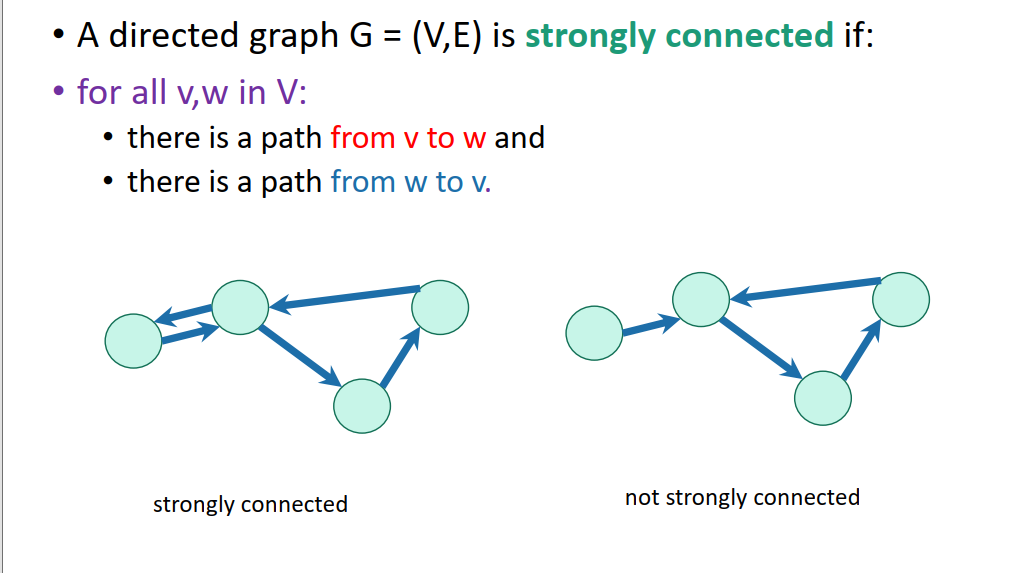 • A directed graph G = (V,E) is strongly connected if:
• for all v,w in V:
• there is a path from v to w and
• there is a path from w to v.
strongly connected
not strongly connected